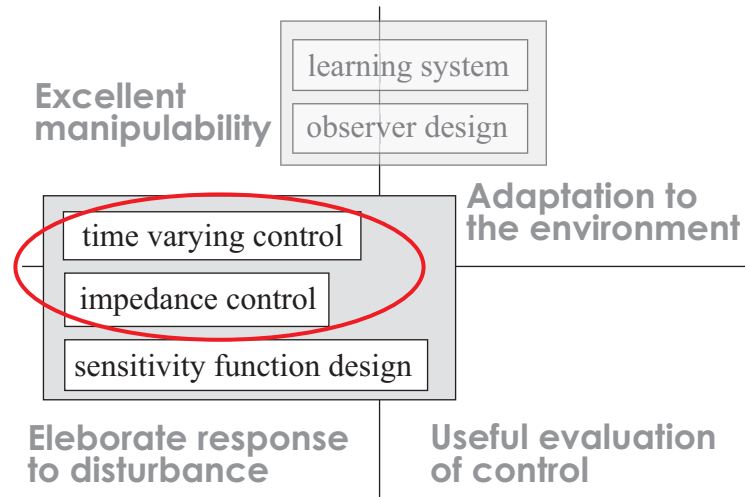 learning system
Excellent
manipulability
observer design
Adaptation to
the environment
time varying control
impedance control
sensitivity function design
Eleborate response
to disturbance
Useful evaluation
of control